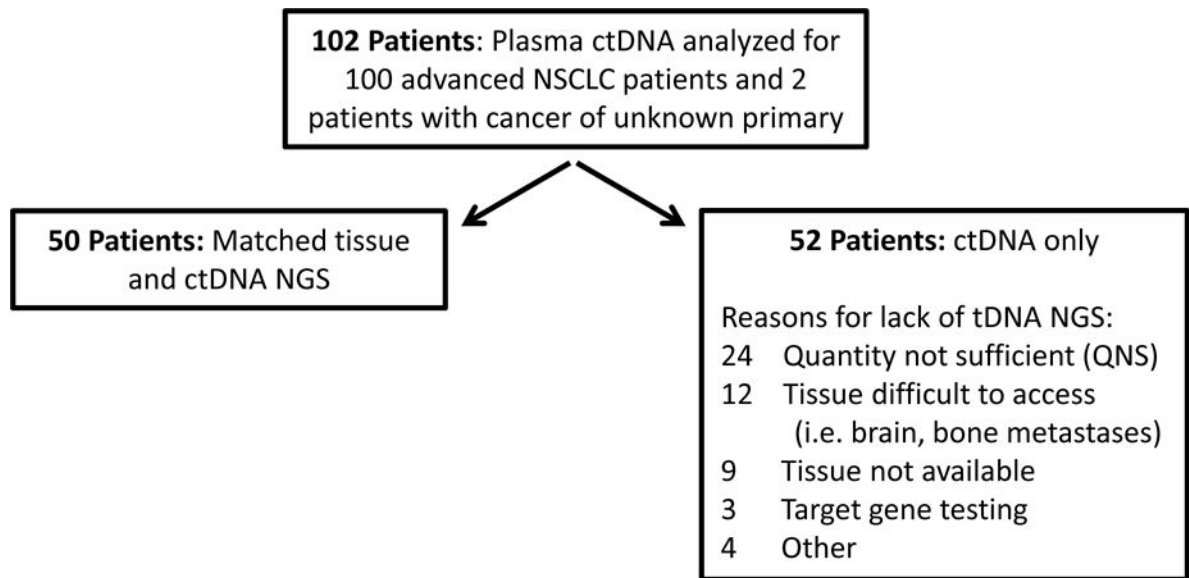 102 Patients: Plasma ctDNA analyzed for
100 advanced NSCLC patients and 2
patients with cancer of unknown primary
50 Patients: Matched tissue
and ctDNA NGS
52 Patients: ctDNA only
Reasons for lack of tDNA NGS:
24 Quantity not sufficient (QNS)
12 Tissue difficult to access
(i.e. brain, bone metastases)
9 Tissue not available
3 Target gene testing
4 Other